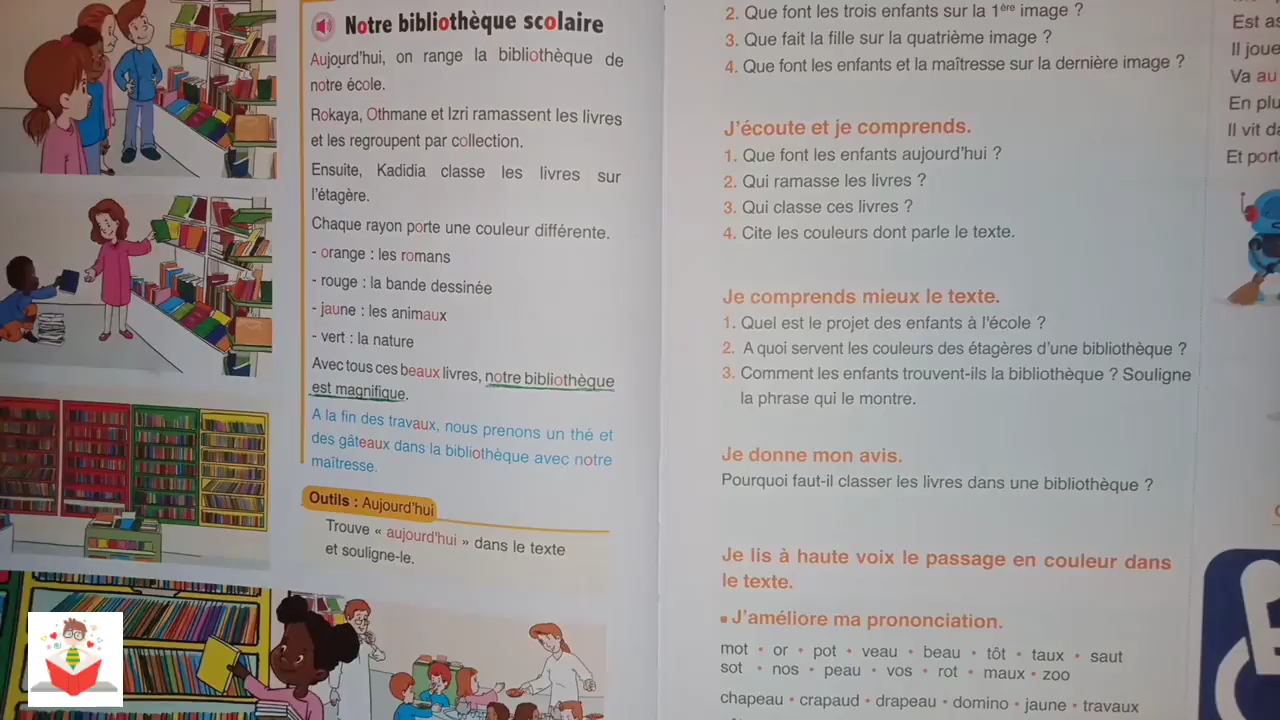 Notre bibliothèque scolaire
Aujourd'hui, on range la bibliothèque de
notre école.
Rokaya, Othmane et Izri ramassent les livres
et les regroupent par collection.
Ensuite, Kadidia classe les livres sur
l'étagère.
Chaque rayon porte une couleur différente.
- orange : les romans
- rouge : la bande dessinée
- jaune : les animaux
- vert : la nature
Avec tous ces beaux livres, notre bibliothèque
est magnifique.
A la fin des travaux, nous prenons un thé et
des gâteaux dans la bibliothèque avec notre
maîtresse.
Outils : Aujourd'hui
Trouve « aujourd'hui » dans le texte
et souligne-le.
2. Que font les trois enfants sur la 1ère image ?
3. Que fait la fille sur la quatrième image ?
4. Que font les enfants et la maîtresse sur la dernière image ?
J'écoute et je comprends.
1. Que font les enfants aujourd'hui ?
2. Qui ramasse les livres ?
3. Qui classe ces livres ?
4. Cite les couleurs dont parle le texte.
Je comprends mieux le texte.
1. Quel est le projet des enfants à l'école ?
2. A quoi servent les couleurs des étagères d'une bibliothèque ?
3. Comment les enfants trouvent-ils la bibliothèque ? Souligne
la phrase qui le montre.
Je donne mon avis.
Pourquoi faut-il classer les livres dans une bibliothèque ?
Je lis à haute voix le passage en couleur dans
le texte.
▪ J'améliore ma prononciation.
mot • or • pot • veau • beau • tôt • taux • saut
sot • nos • peau • vos • rot • maux • zoo
chapeau • crapaud • drapeau • domino • jaune • travaux
Est as
Il joue
Va au
En plu
Il vit da
Et port